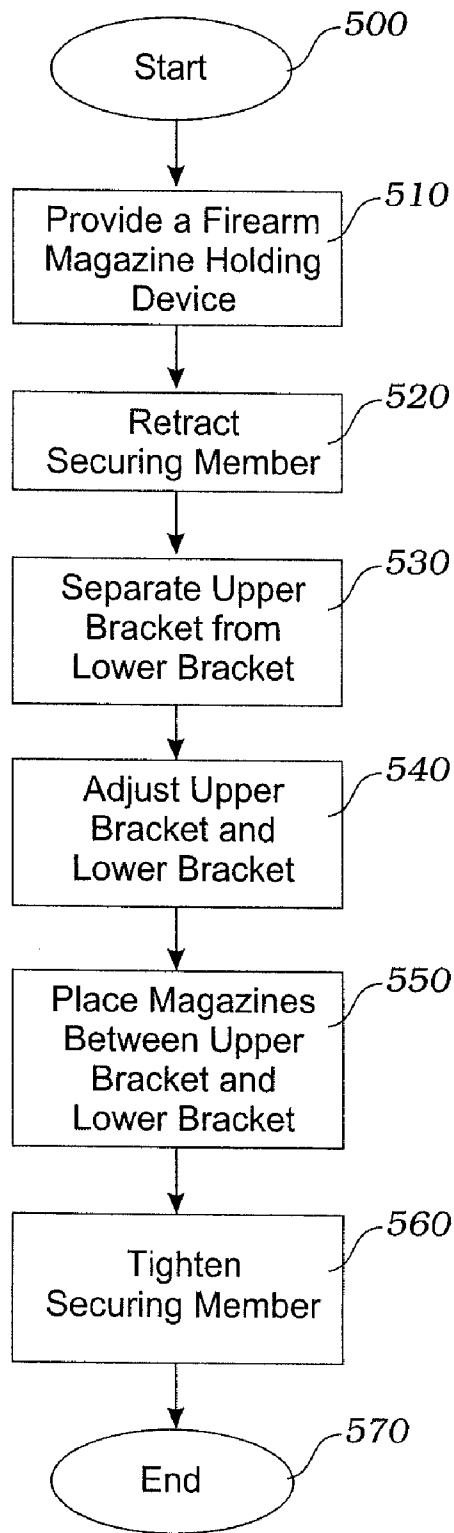 500
Start
510
Provide a Firearm
Magazine Holding
Device
520
Retract
Securing Member
530
Separate Upper
Bracket from
Lower Bracket
540
Adjust Upper
Bracket and
Lower Bracket
550
Place Magazines
Between Upper
Bracket and
Lower Bracket
560
Tighten
Securing Member
570
End